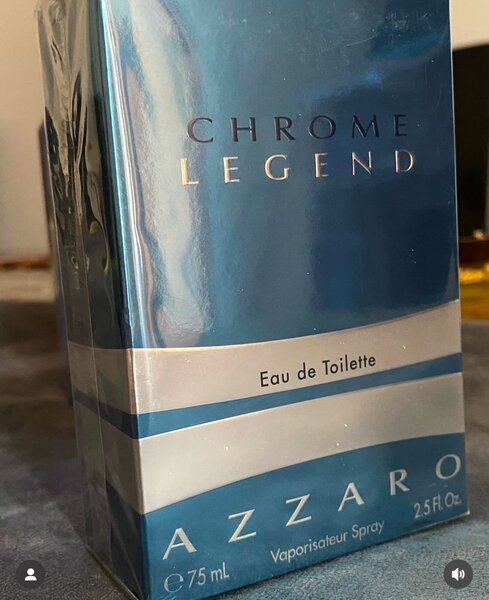 CHROME
LEGEND
Eau de Toilette
AZZARO
Vaporisateur Spray
℮75 mL 2.5 Fl. Oz.